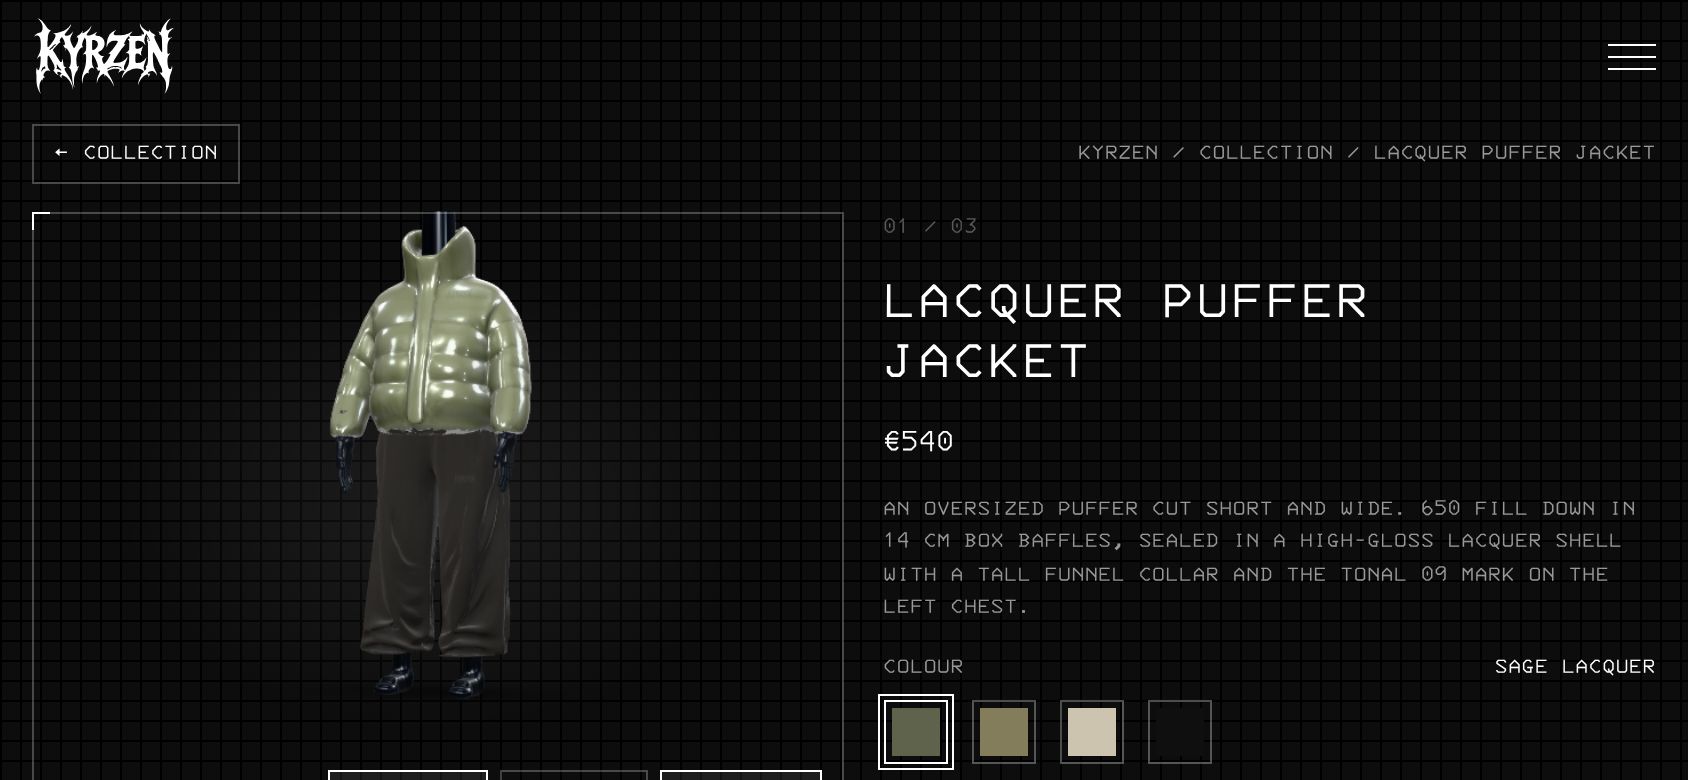 KYRZEN
← COLLECTION
KYRZEN / COLLECTION / LACQUER PUFFER JACKET
01 / 03
LACQUER PUFFER
JACKET
€540
AN OVERSIZED PUFFER CUT SHORT AND WIDE. 650 FILL DOWN IN
14 CM BOX BAFFLES, SEALED IN A HIGH-GLOSS LACQUER SHELL
WITH A TALL FUNNEL COLLAR AND THE TONAL 09 MARK ON THE
LEFT CHEST.
COLOUR
SAGE LACQUER